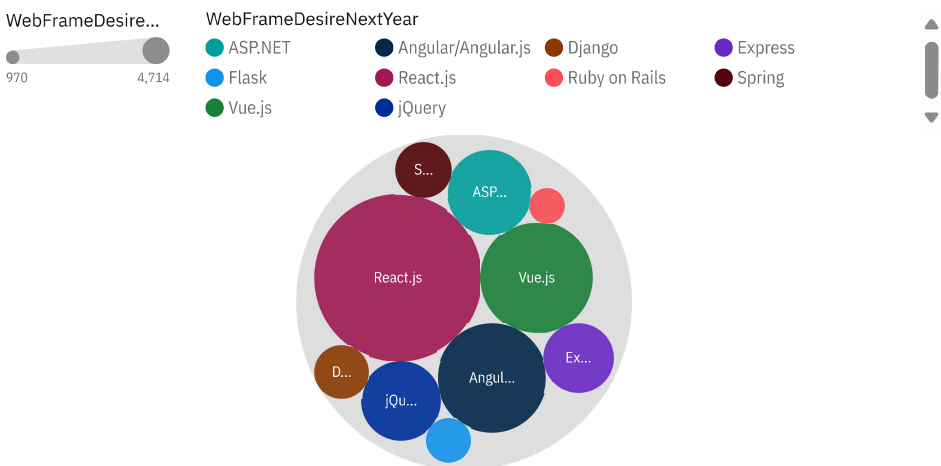 WebFrameDesire...
970 4,714
WebFrameDesireNextYear
ASP.NET Angular/Angular.js Django Express
Flask React.js Ruby on Rails Spring
Vue.js jQuery
S...
ASP...
React.js
Vue.js
D...
Ex...
Angul...
jQu...